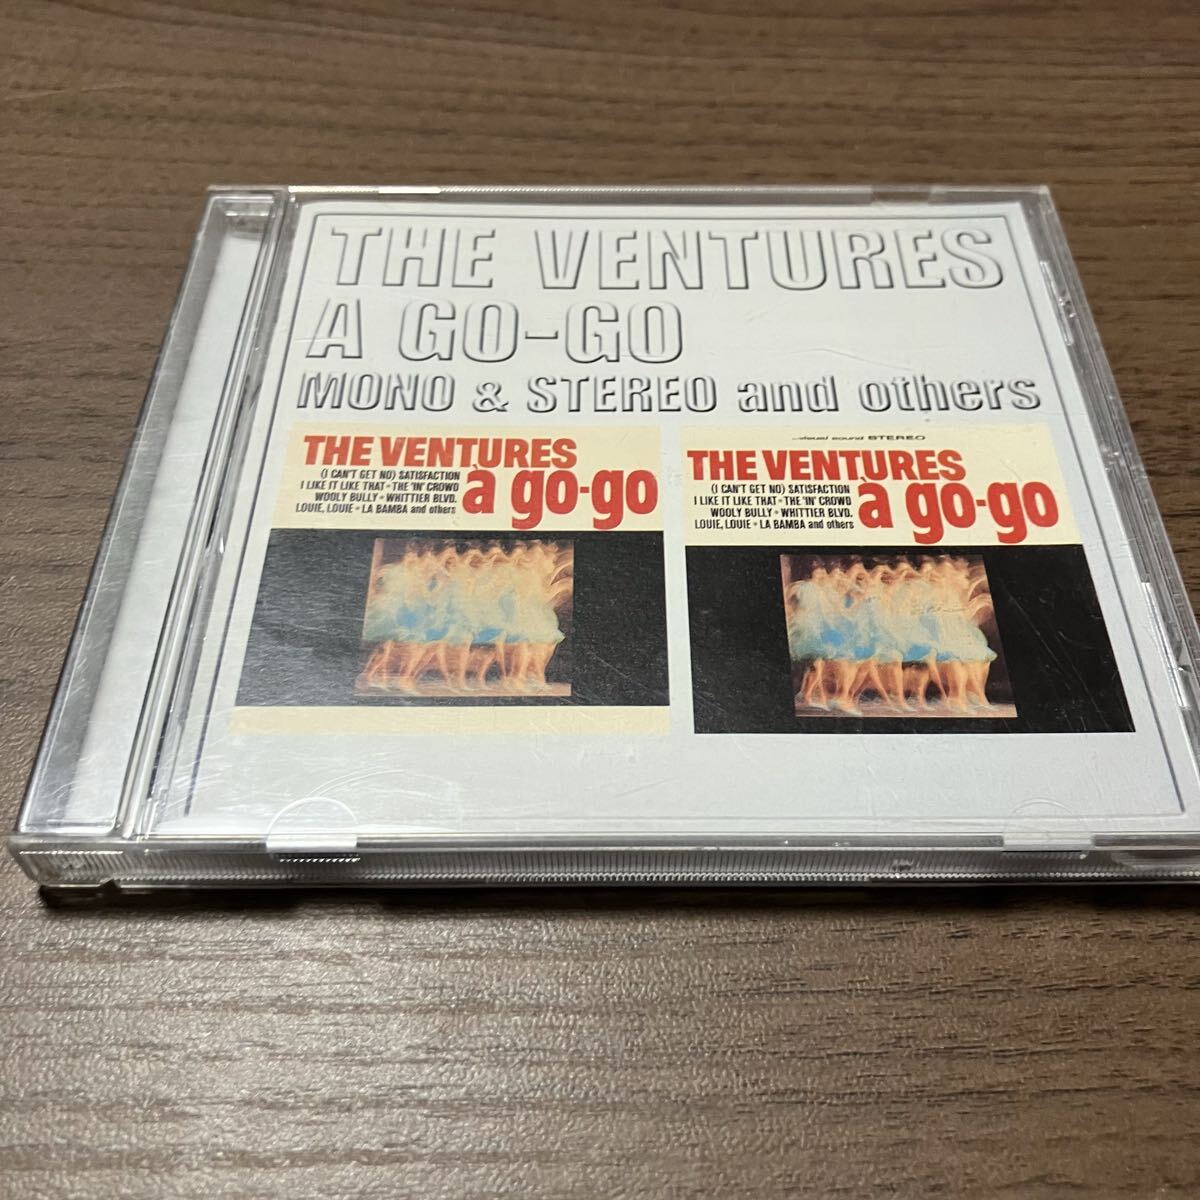 THE VENTURES
A GO-GO
MONO & STEREO and others
THE VENTURES
(I CAN'T GET NO) SATISFACTION
I LIKE IT LIKE THAT • THE 'IN' CROWD
WOOLY BULLY • WHITTIER BLVD.
LOUIE, LOUIE • LA BAMBA and others
à go-go
...visual sound STEREO
THE VENTURES
(I CAN'T GET NO) SATISFACTION
I LIKE IT LIKE THAT • THE 'IN' CROWD
WOOLY BULLY • WHITTIER BLVD.
LOUIE, LOUIE • LA BAMBA and others
à go-go